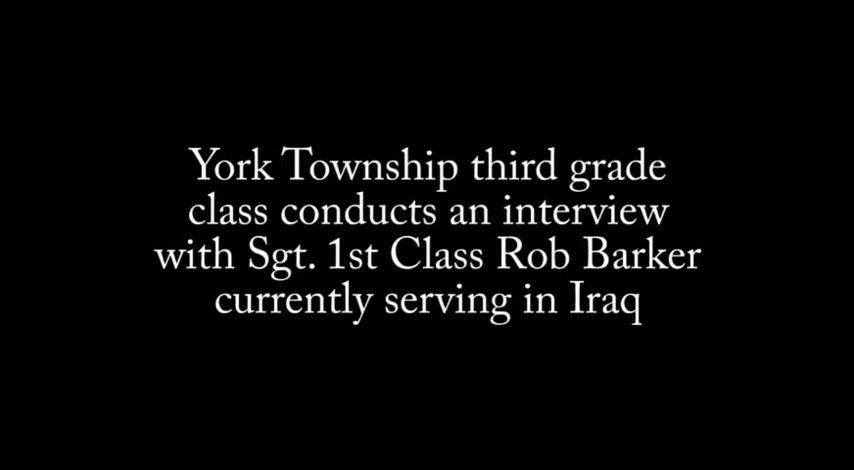 York Township third grade
class conducts an interview
with Sgt. 1st Class Rob Barker
currently serving in Iraq